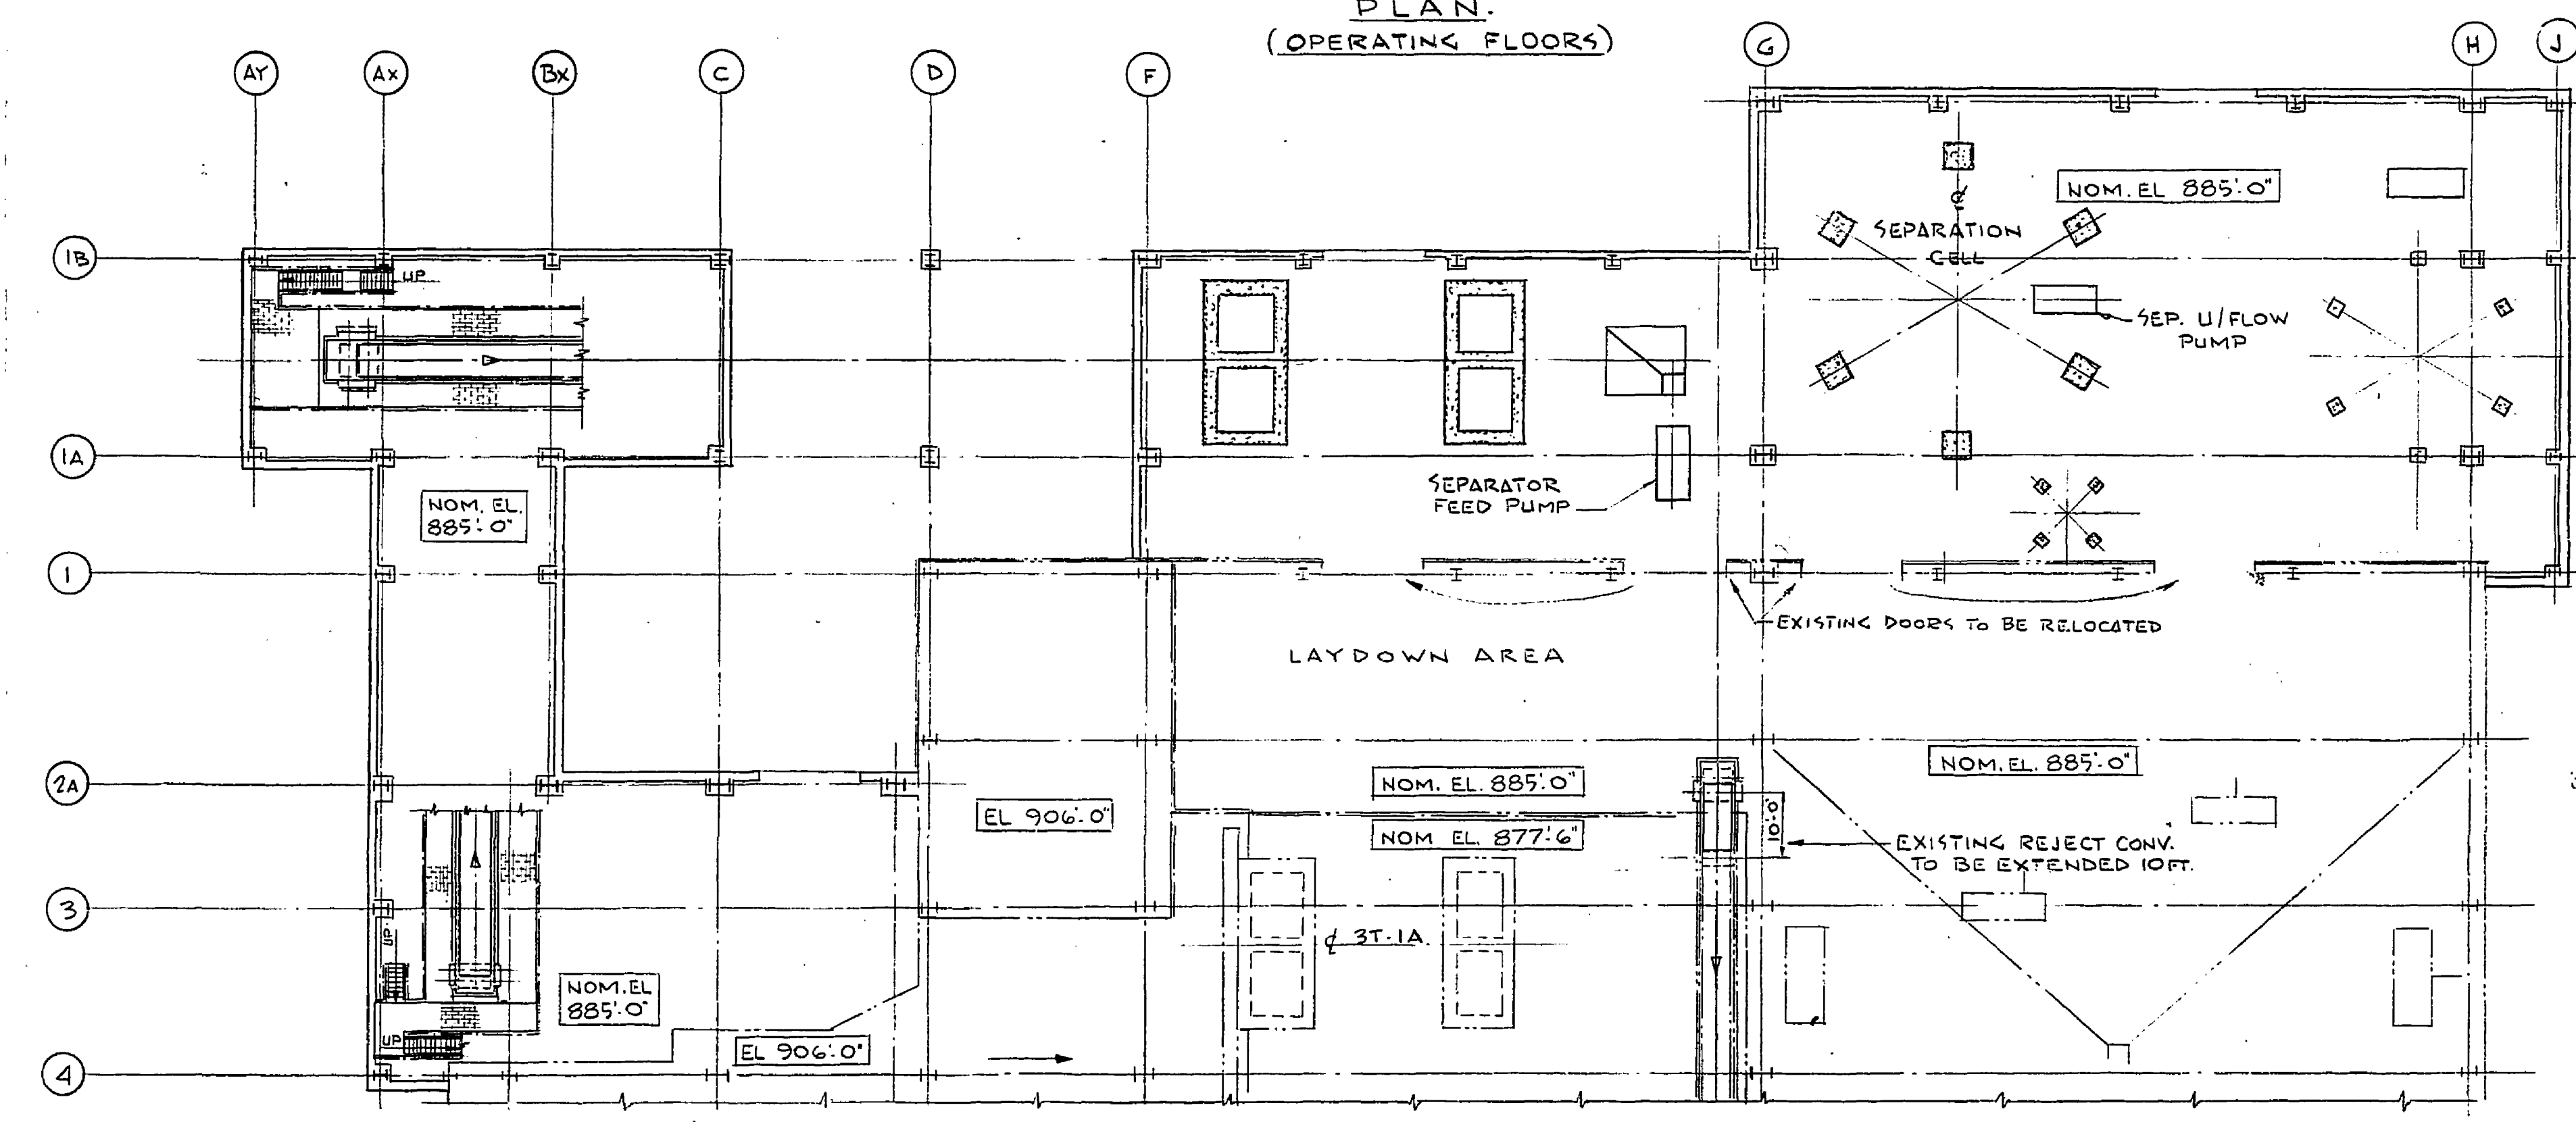 PLAN.
(OPERATING FLOORS)
AY
AX
BX
C
D
F
G
H
J
1B
1A
1
2A
3
4
UP
NOM. EL.
885'-0"
NOM. EL 885'-0"
SEPARATION
CELL
SEP. U/FLOW
PUMP
SEPARATOR
FEED PUMP
EXISTING DOORS TO BE RELOCATED
LAYDOWN AREA
NOM. EL. 885'-0"
NOM. EL. 885'-0"
EL 906'-0"
NOM EL. 877'-6"
10'-0"
EXISTING REJECT CONV.
TO BE EXTENDED 10FT.
℄ 3T-1A.
UP
NOM. EL
885'-0"
UP
EL 906'-0"